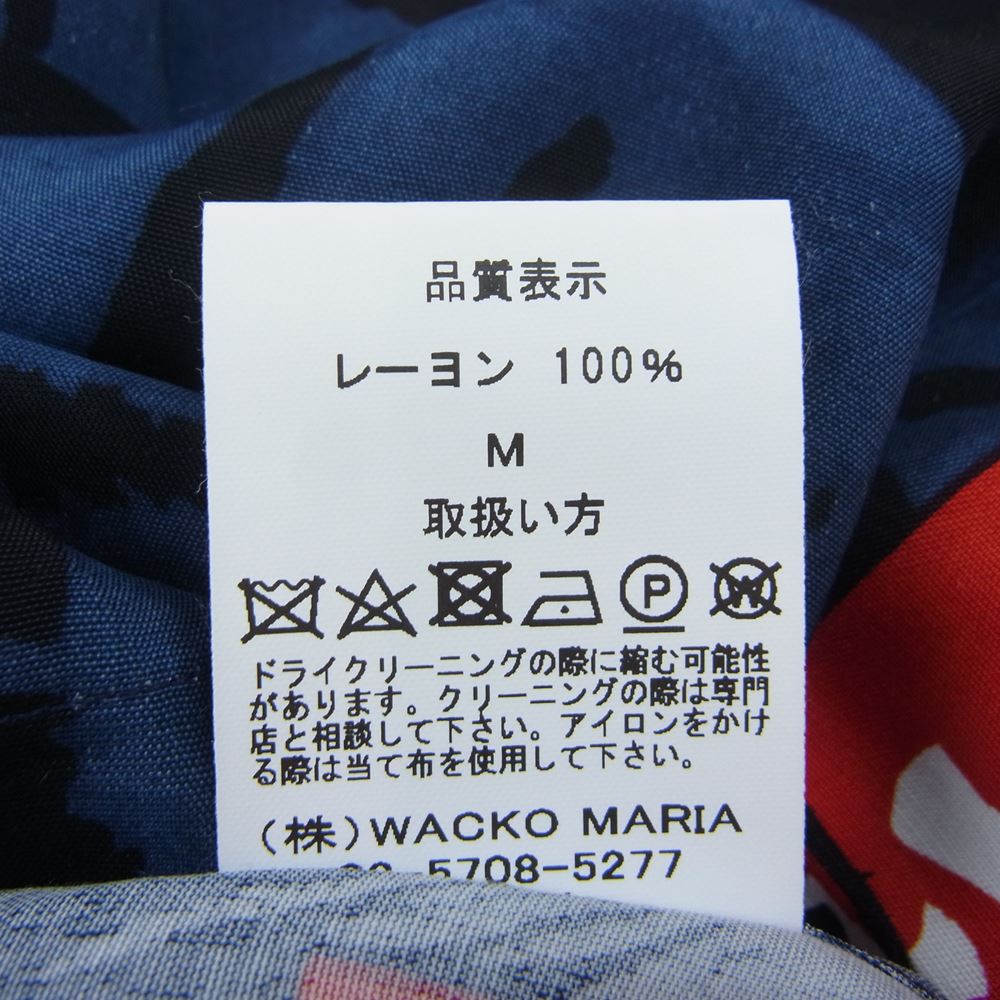 品質表示
レーヨン 100%
M
取扱い方
P W
ドライクリーニングの際に縮む可能性
があります。クリーニングの際は専門
店と相談して下さい。アイロンをかけ
る際は当て布を使用して下さい。
(株)WACKO MARIA
5708-5277